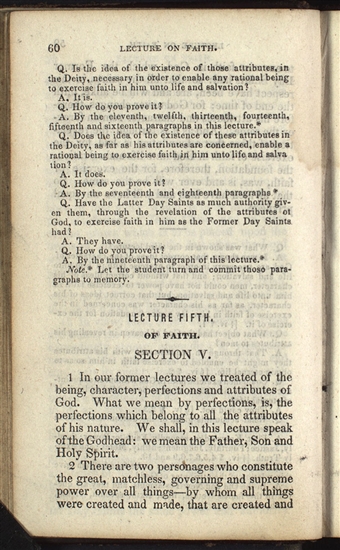 60 LECTURE ON FAITH.
Q. Is the idea of the existence of those attributes, in
the Deity, necessary in order to enable any rational being
to exercise faith in him unto life and salvation?
A. It is.
Q. How do you prove it?
A. By the eleventh, twelfth, thirteenth, fourteenth,
fifteenth and sixteenth paragraphs in this lecture.*
Q. Does the idea of the existence of these attributes in
the Deity, as far as his attributes are concerned, enable a
rational being to exercise faith in him unto life and salva
tion?
A. It does.
Q. How do you prove it?
A. By the seventeenth and eighteenth paragraphs.*
Q. Have the Latter Day Saints as much authority giv-
en them, through the revelation of the attributes of
God, to exercise faith in him as the Former Day Saints
had?
A. They have.
Q. How do you prove it?
A. By the nineteenth paragraph of this lecture.*
Note.* Let the student turn and commit those para-
graphs to memory.
LECTURE FIFTH.
OF FAITH.
SECTION V.
1 In our former lectures we treated of the
being, character, perfections and attributes of
God. What we mean by perfections, is, the
perfections which belong to all the attributes
of his nature. We shall, in this lecture speak
of the Godhead: we mean the Father, Son and
Holy Spirit.
2 There are two personages who constitute
the great, matchless, governing and supreme
power over all things—by whom all things
were created and made, that are created and